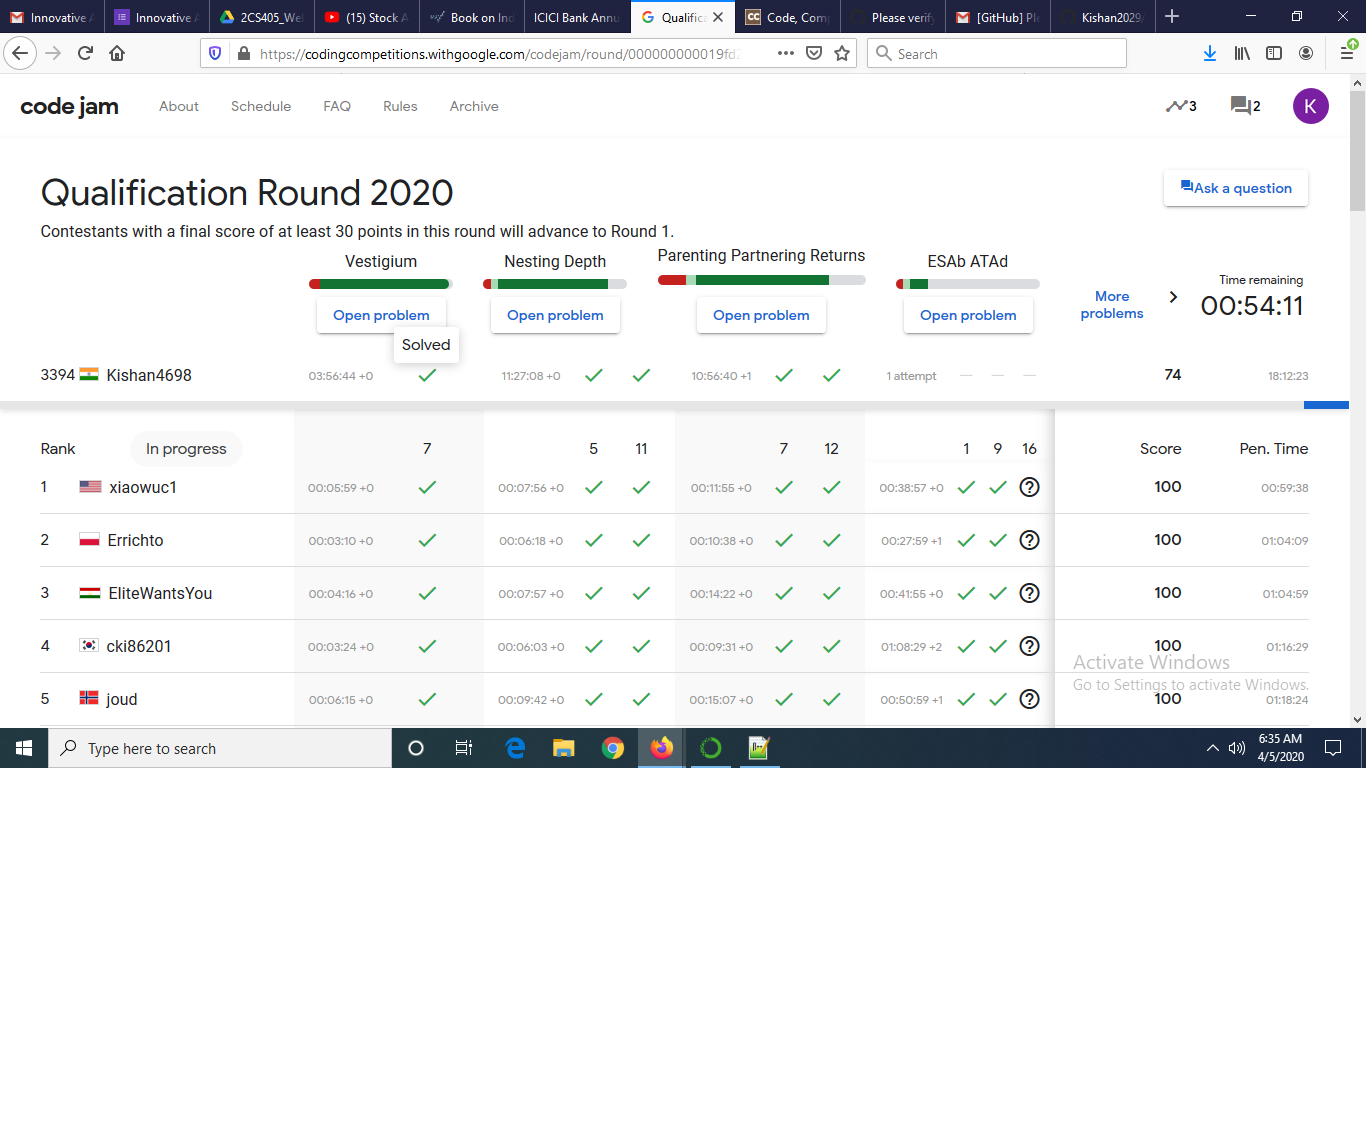 Innovative A Innovative A 2CS405_We (15) Stock A Book on Ind ICICI Bank Annu Qualific Code, Com Please verify [GitHub] Ple Kishan2029/
https://codingcompetitions.withgoogle.com/codejam/round/000000000019fd Search
code jam About Schedule FAQ Rules Archive 3 2 K
Qualification Round 2020 Ask a question
Contestants with a final score of at least 30 points in this round will advance to Round 1.
Vestigium Nesting Depth Parenting Partnering Returns ESAb ATAd
More problems Time remaining
00:54:11
Open problem Open problem Open problem Open problem
Solved
3394 Kishan4698 03:56:44 +0 11:27:08 +0 10:56:40 +1 1 attempt 74 18:12:23
Rank In progress 7 5 11 7 12 1 9 16 Score Pen. Time
1 xiaowuc1 00:05:59 +0 00:07:56 +0 00:11:55 +0 00:38:57 +0 100 00:59:38
2 Errichto 00:03:10 +0 00:06:18 +0 00:10:38 +0 00:27:59 +1 100 01:04:09
3 EliteWantsYou 00:04:16 +0 00:07:57 +0 00:14:22 +0 00:41:55 +0 100 01:04:59
4 cki86201 00:03:24 +0 00:06:03 +0 00:09:31 +0 01:08:29 +2 100 01:16:29
Activate Windows
Go to Settings to activate Windows.
5 joud 00:06:15 +0 00:09:42 +0 00:15:07 +0 00:50:59 +1 100 01:18:24
Type here to search 6:35 AM
4/5/2020